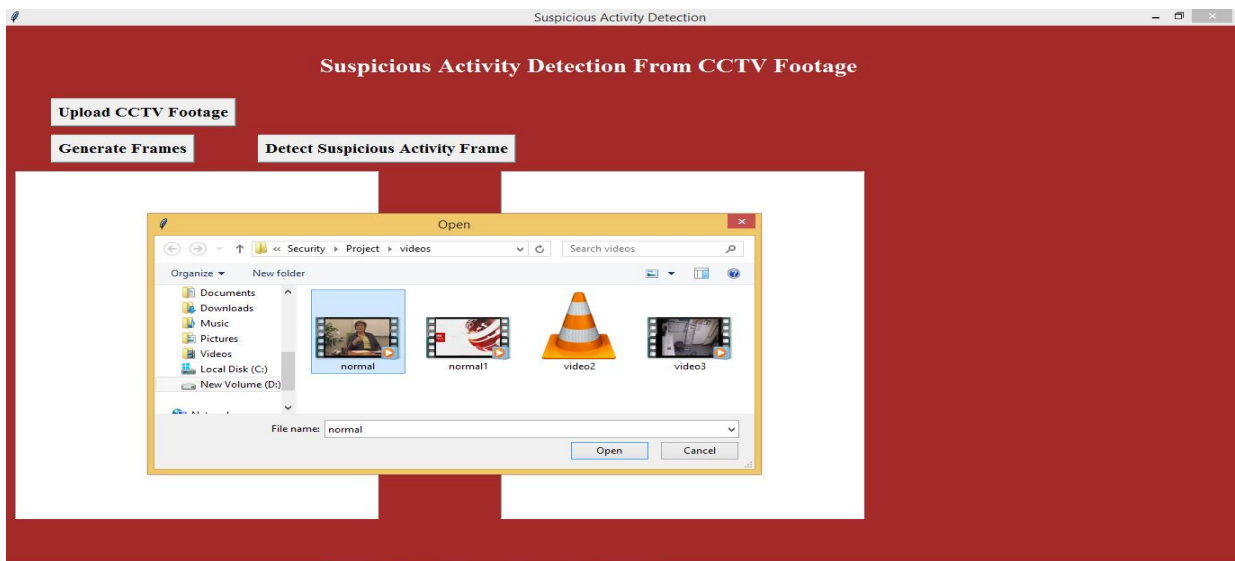 Suspicious Activity Detection
Suspicious Activity Detection From CCTV Footage
Upload CCTV Footage
Generate Frames
Detect Suspicious Activity Frame
Open
« Security Project videos
Search videos
Organize
New folder
Documents
Downloads
Music
Pictures
Videos
Local Disk (C:)
New Volume (D:)
normal
normal1
video2
video3
File name: normal
Open
Cancel